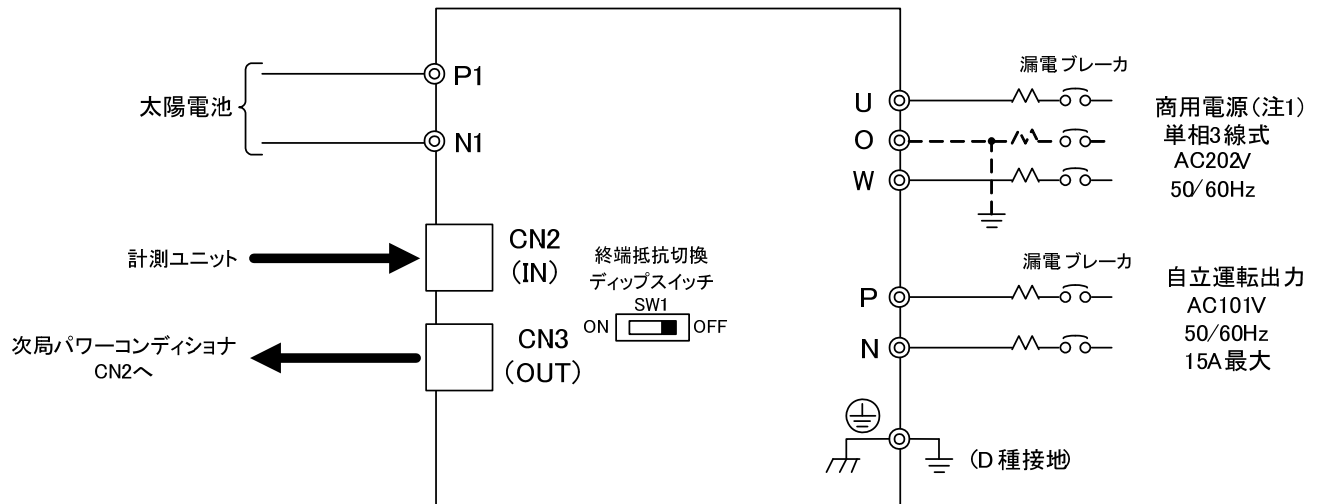 太陽電池
P1
N1
計測ユニット
CN2
(IN)
次局パワーコンディショナ
CN2へ
CN3
(OUT)
終端抵抗切換
ディップスイッチ
SW1
ON
OFF
U
O
W
漏電ブレーカ
商用電源(注1)
単相3線式
AC202V
50/60Hz
P
N
漏電ブレーカ
自立運転出力
AC101V
50/60Hz
15A最大
(D種接地)